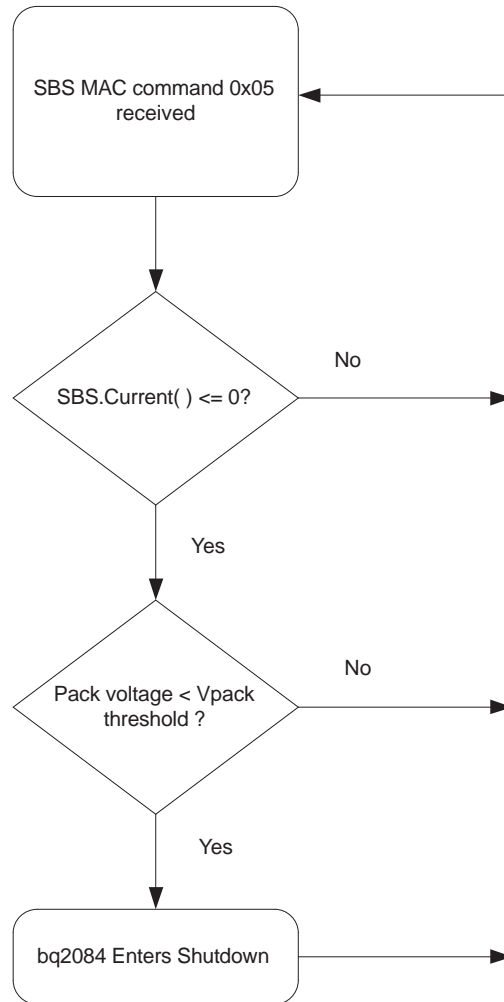 SBS MAC command 0x05
received
SBS.Current( ) <= 0?
No
Yes
Pack voltage < Vpack
threshold ?
No
Yes
bq2084 Enters Shutdown